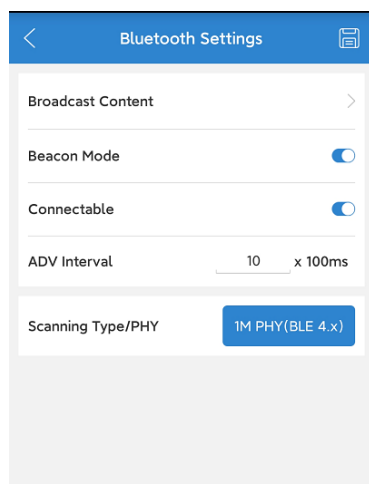 Bluetooth Settings
Broadcast Content
Beacon Mode
Connectable
ADV Interval 10 x 100ms
Scanning Type/PHY 1M PHY(BLE 4.x)